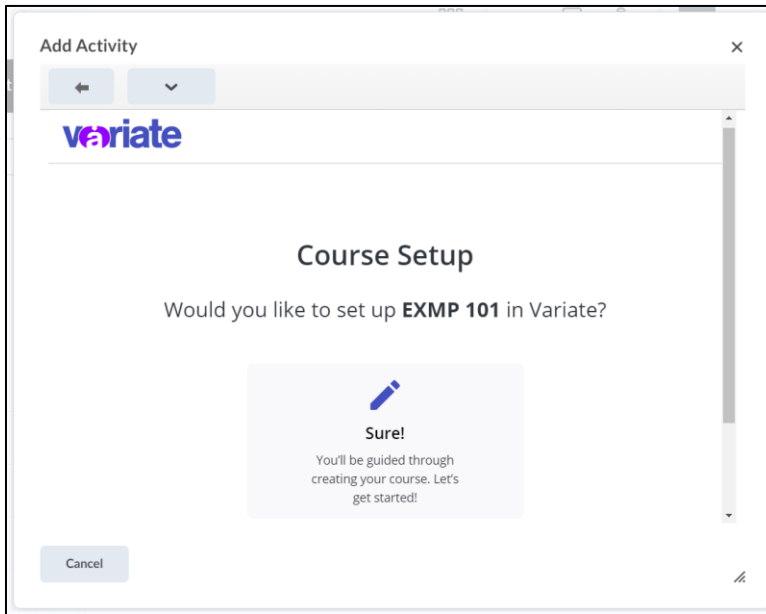 Add Activity
variate
Course Setup
Would you like to set up EXMP 101 in Variate?
Sure!
You'll be guided through
creating your course. Let's
get started!
Cancel